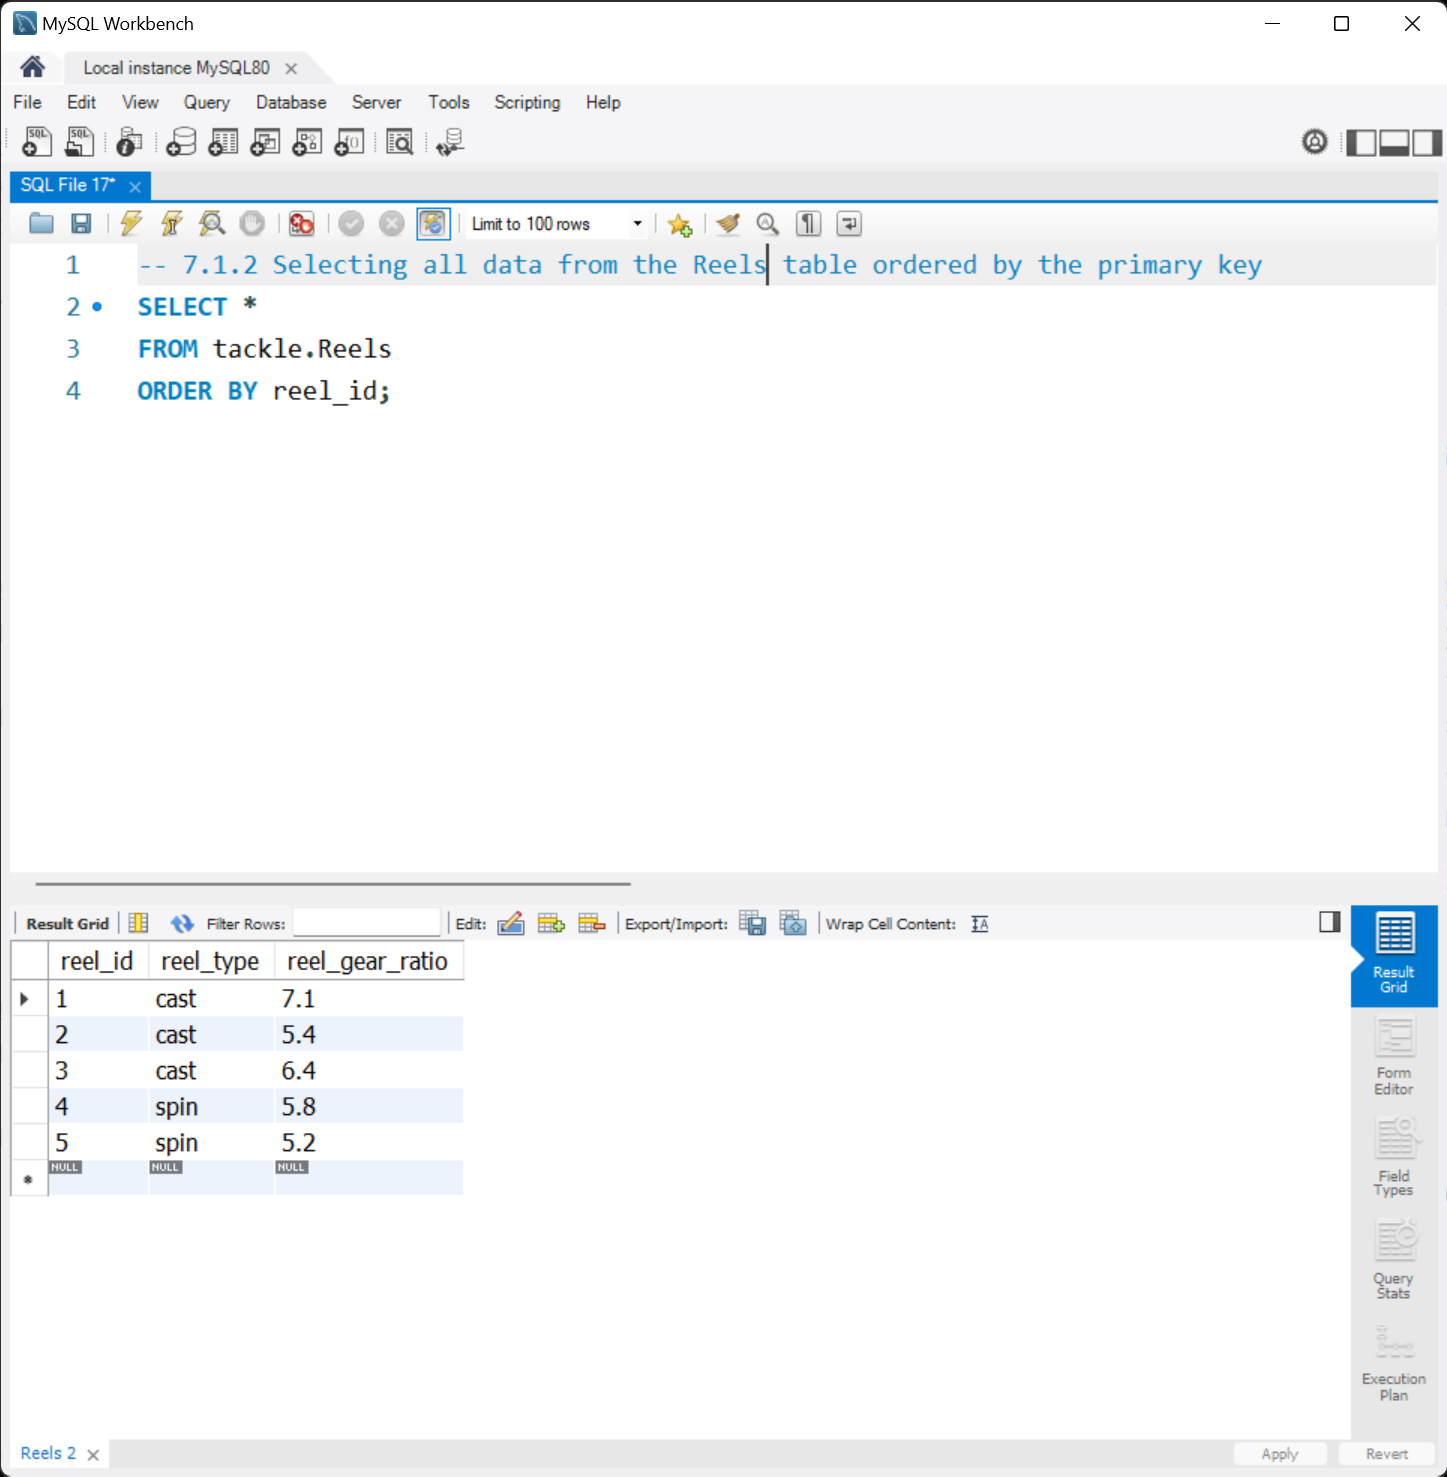 MySQL Workbench
Local instance MySQL80
File Edit View Query Database Server Tools Scripting Help
SQL File 17*
Limit to 100 rows
1 -- 7.1.2 Selecting all data from the Reels table ordered by the primary key
2 SELECT *
3 FROM tackle.Reels
4 ORDER BY reel_id;
Result Grid Filter Rows: Edit: Export/Import: Wrap Cell Content:
reel_id reel_type reel_gear_ratio
1 cast 7.1
2 cast 5.4
3 cast 6.4
4 spin 5.8
5 spin 5.2
NULL NULL NULL
Result
Grid
Form
Editor
Field
Types
Query
Stats
Execution
Plan
Reels 2
Apply Revert